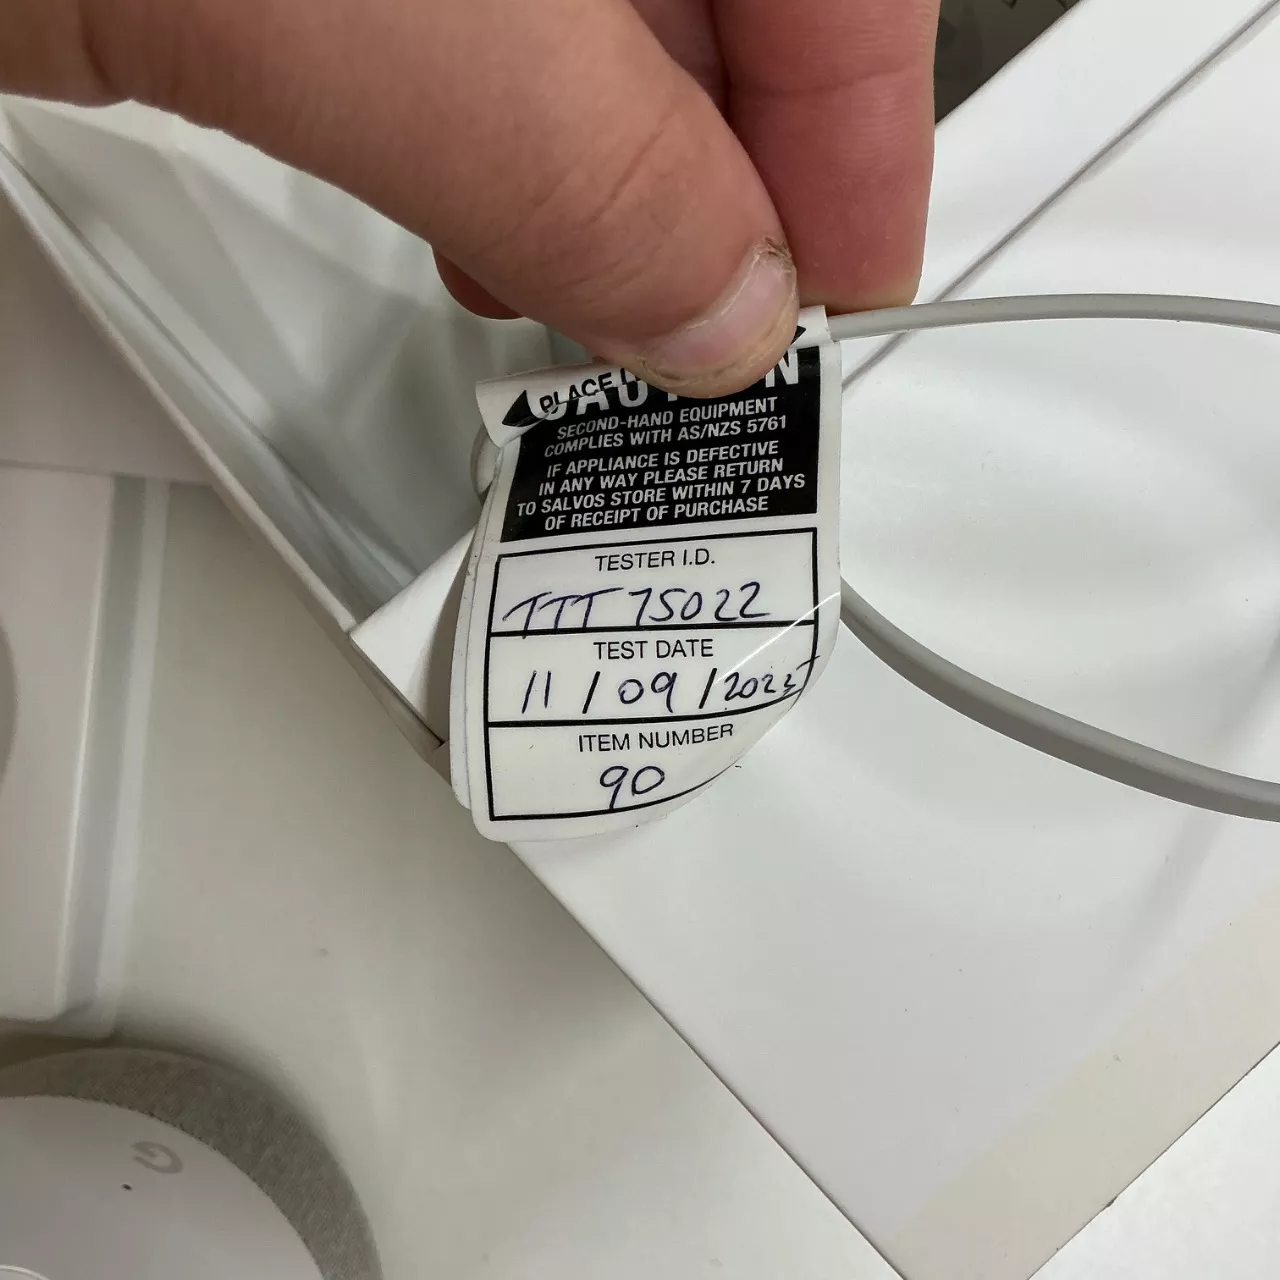 PLACE
CAUTION
SECOND-HAND EQUIPMENT
COMPLIES WITH AS/NZS 5761
IF APPLIANCE IS DEFECTIVE
IN ANY WAY PLEASE RETURN
TO SALVOS STORE WITHIN 7 DAYS
OF RECEIPT OF PURCHASE
TESTER I.D.
TTT 75022
TEST DATE
11/09/2025
ITEM NUMBER
90
G